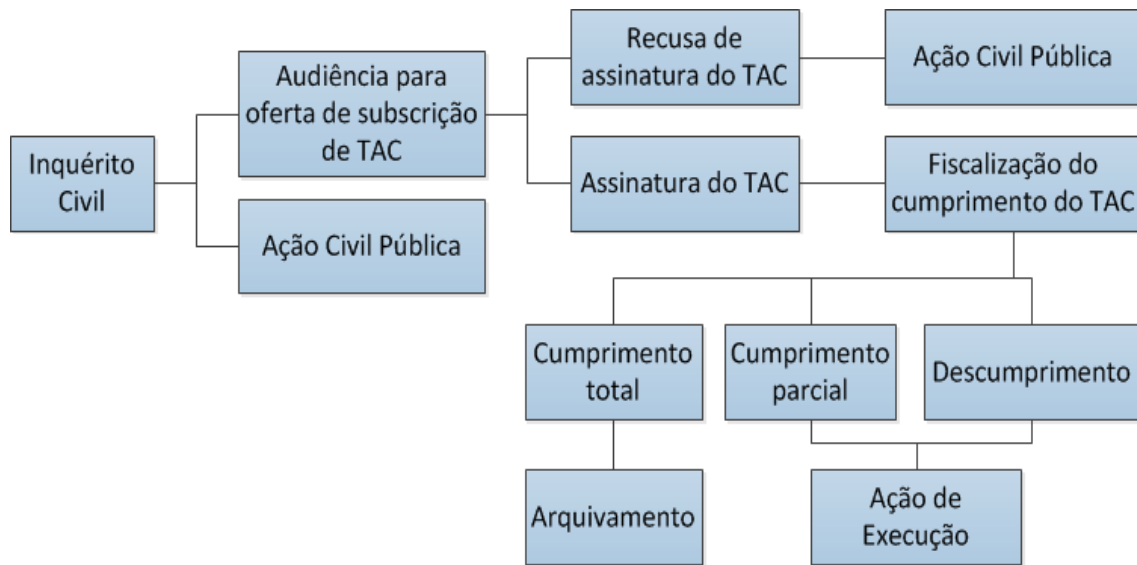 Inquérito
Civil
Audiência para
oferta de subscrição
de TAC
Ação Civil Pública
Recusa de
assinatura do TAC
Ação Civil Pública
Assinatura do TAC
Fiscalização do
cumprimento do TAC
Cumprimento
total
Cumprimento
parcial
Descumprimento
Arquivamento
Ação de
Execução